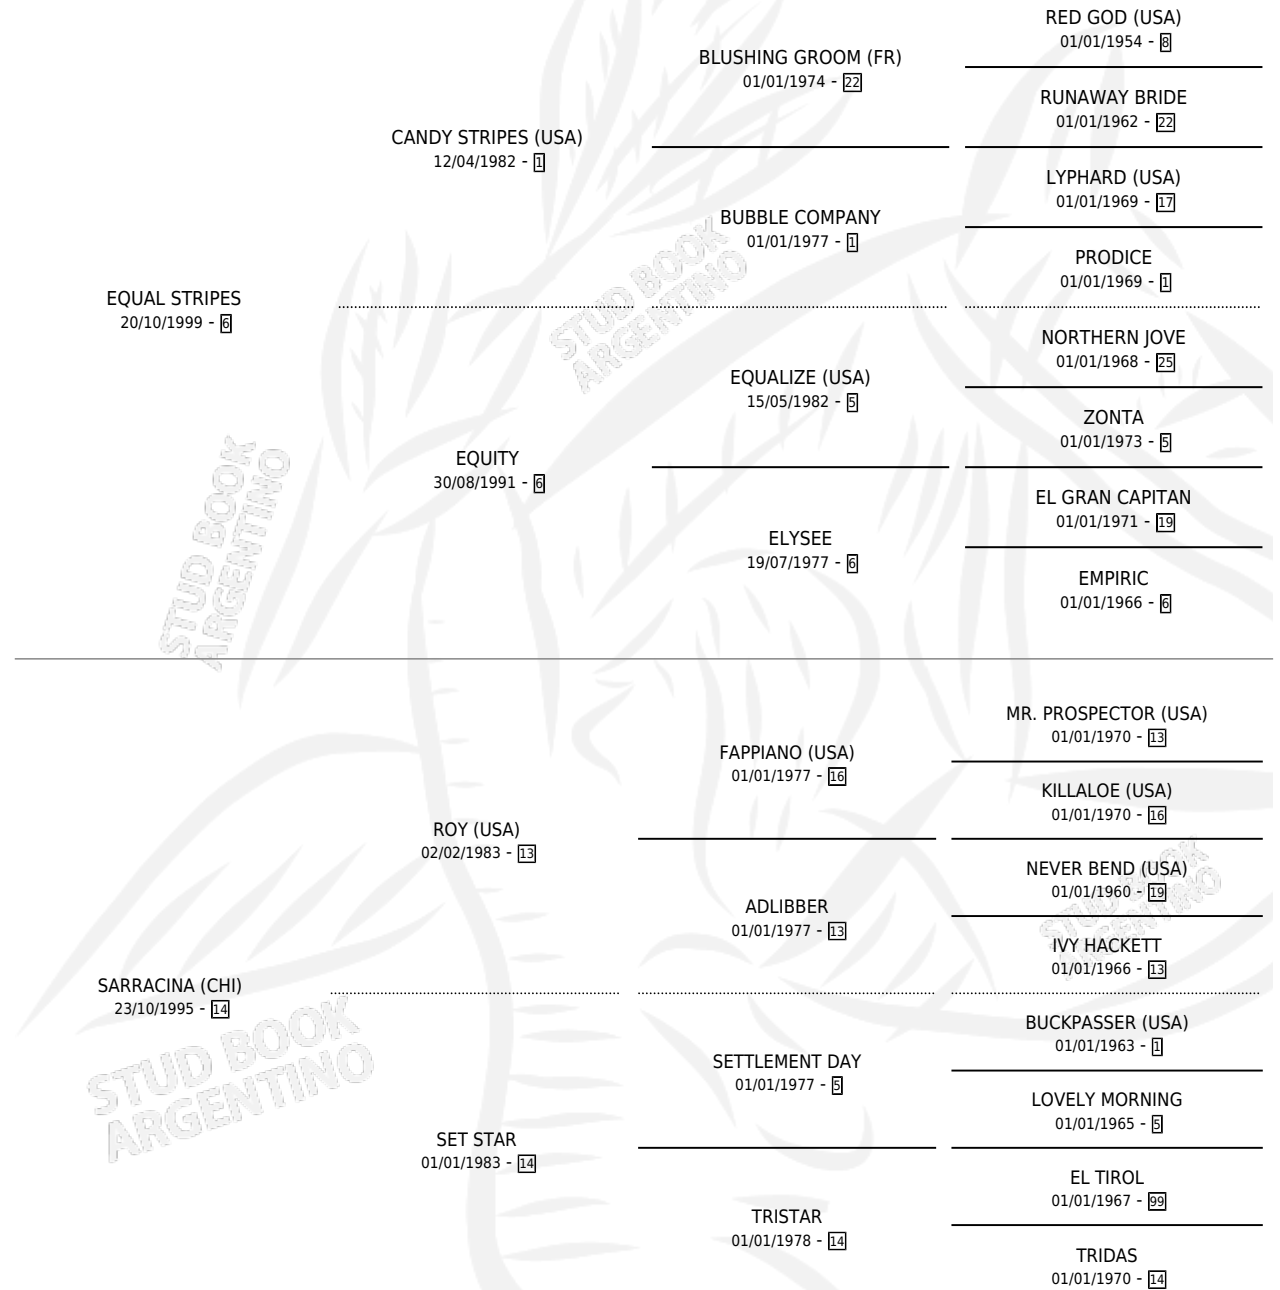 RED GOD (USA)
01/01/1954 - 8
BLUSHING GROOM (FR)
01/01/1974 - 22
RUNAWAY BRIDE
01/01/1962 - 22
CANDY STRIPES (USA)
12/04/1982 - 1
LYPHARD (USA)
01/01/1969 - 17
BUBBLE COMPANY
01/01/1977 - 1
PRODICE
01/01/1969 - 1
EQUAL STRIPES
20/10/1999 - 6
NORTHERN JOVE
01/01/1968 - 25
EQUALIZE (USA)
15/05/1982 - 5
ZONTA
01/01/1973 - 5
EQUITY
30/08/1991 - 6
EL GRAN CAPITAN
01/01/1971 - 19
ELYSEE
19/07/1977 - 6
EMPIRIC
01/01/1966 - 6
MR. PROSPECTOR (USA)
01/01/1970 - 13
FAPPIANO (USA)
01/01/1977 - 16
KILLALOE (USA)
01/01/1970 - 16
ROY (USA)
02/02/1983 - 13
NEVER BEND (USA)
01/01/1960 - 19
ADLIBBER
01/01/1977 - 13
IVY HACKETT
01/01/1966 - 13
SARRACINA (CHI)
23/10/1995 - 14
BUCKPASSER (USA)
01/01/1963 - 1
SETTLEMENT DAY
01/01/1977 - 5
LOVELY MORNING
01/01/1965 - 5
SET STAR
01/01/1983 - 14
EL TIROL
01/01/1967 - 99
TRISTAR
01/01/1978 - 14
TRIDAS
01/01/1970 - 14
STUD BOOK
ARGENTINO
STUD BOOK
ARGENTINO
STUD BOOK
ARGENTINO
STUD BOOK
ARGENTINO